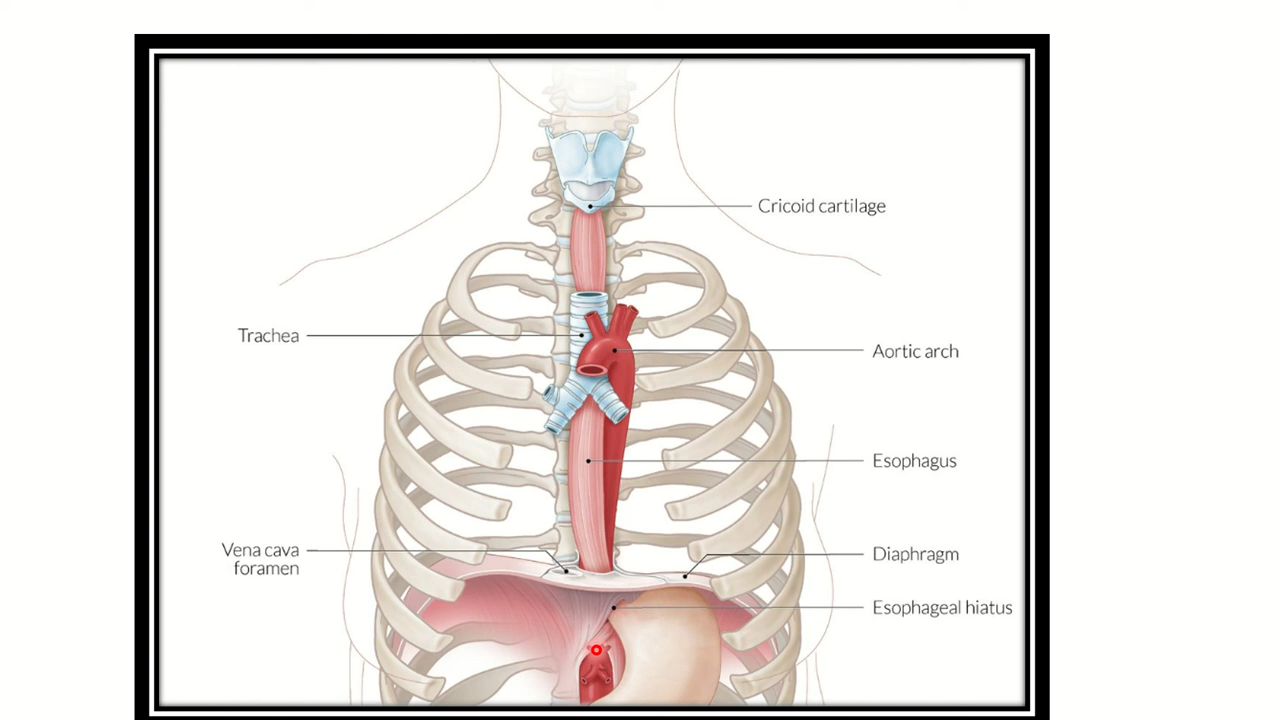 Cricoid cartilage
Trachea
Aortic arch
Esophagus
Vena cava
foramen
Diaphragm
Esophageal hiatus